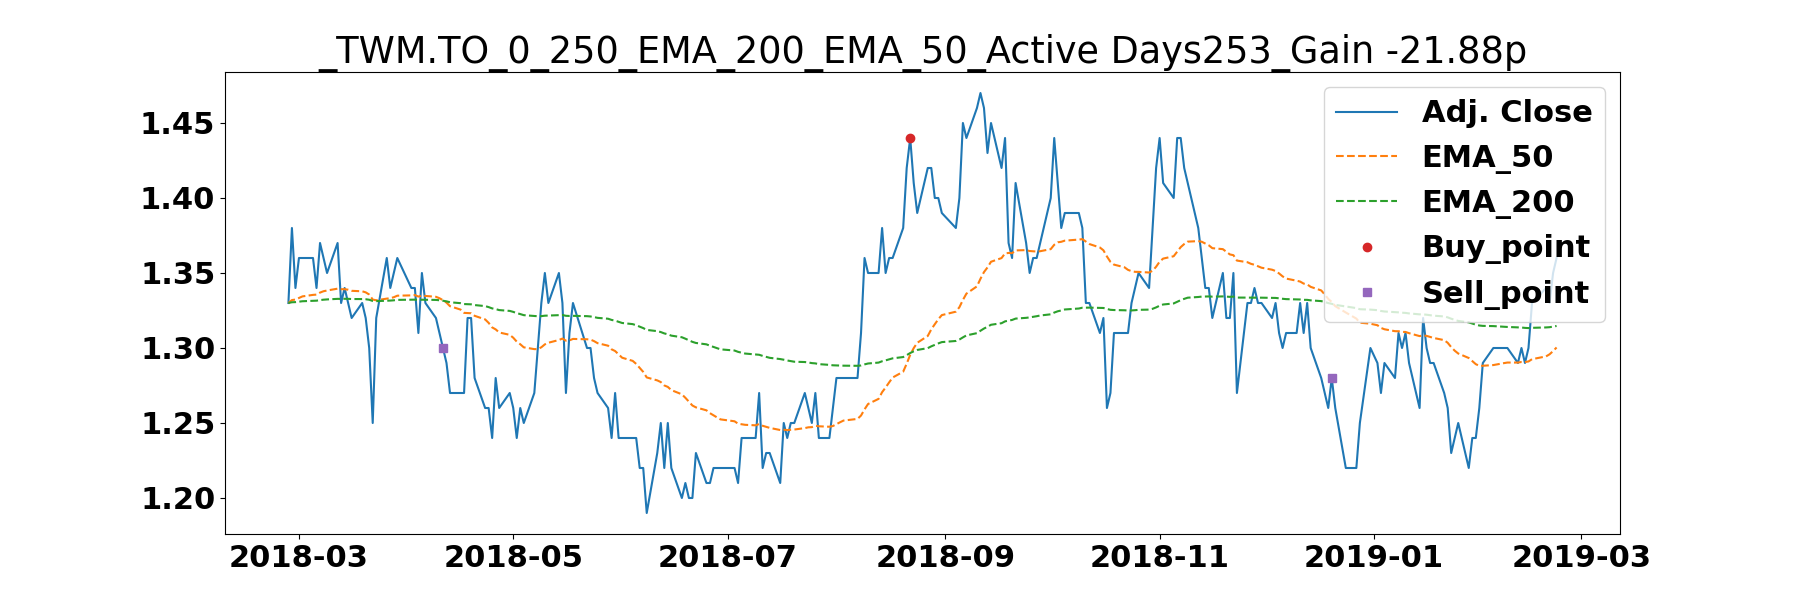 _TWM.TO_0_250_EMA_200_EMA_50_Active Days253_Gain -21.88p
1.45
1.40
1.35
1.30
1.25
1.20
Adj. Close
EMA_50
EMA_200
Buy_point
Sell_point
2018-03 2018-05 2018-07 2018-09 2018-11 2019-01 2019-03